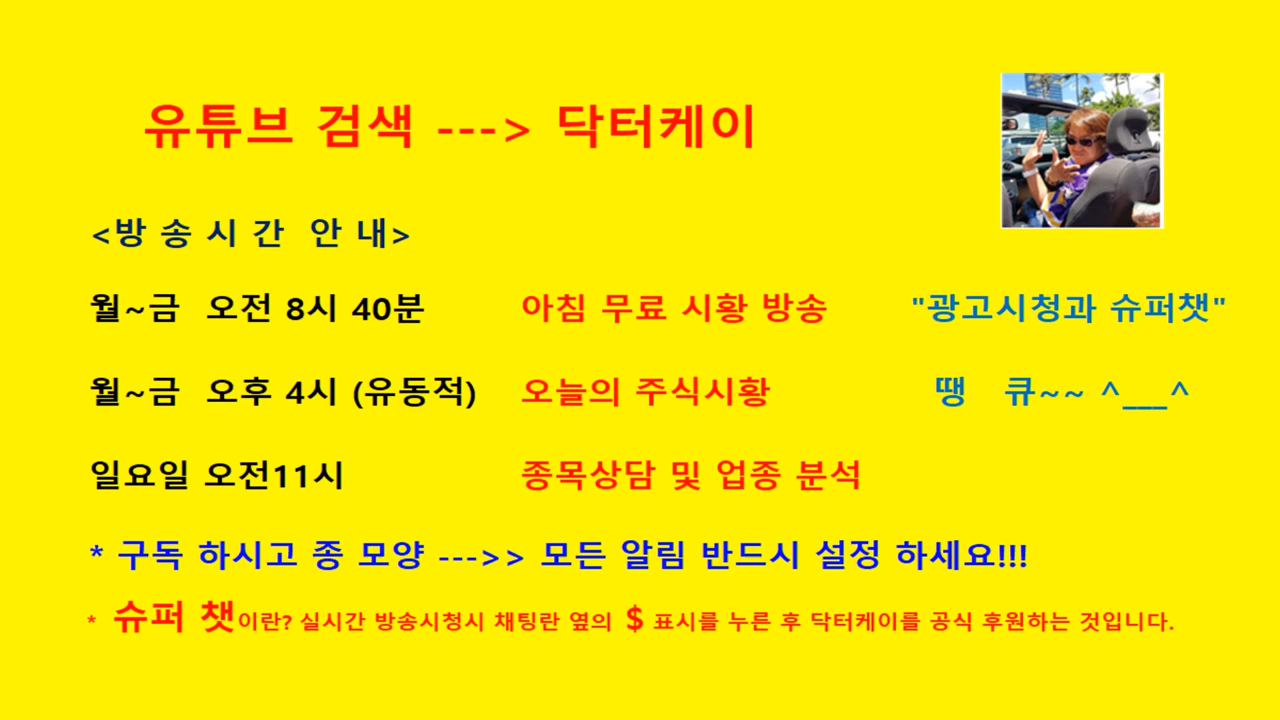 유튜브 검색 ---> 닥터케이
<방 송 시 간 안 내>
월~금 오전 8시 40분 아침 무료 시황 방송 "광고시청과 슈퍼챗"
월~금 오후 4시 (유동적) 오늘의 주식시황 땡 큐~~ ^___^
일요일 오전11시 종목상담 및 업종 분석
* 구독 하시고 종 모양 --->> 모든 알림 반드시 설정 하세요!!!
* 슈퍼 챗이란? 실시간 방송시청시 채팅란 옆의 $ 표시를 누른 후 닥터케이를 공식 후원하는 것입니다.